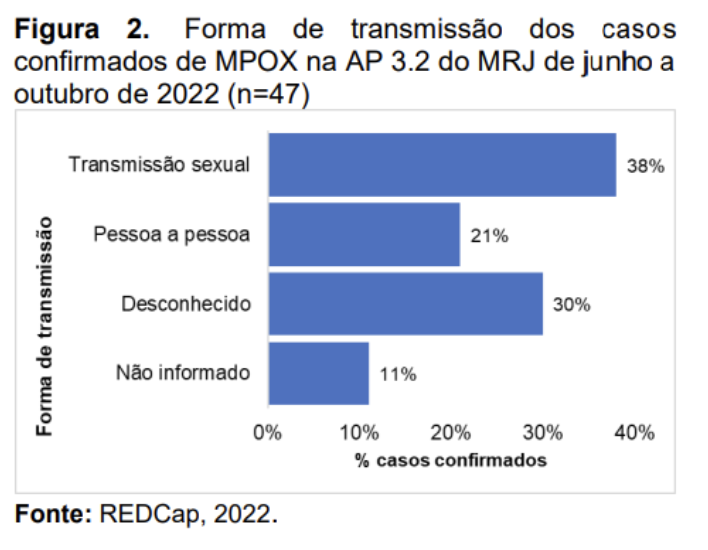 Figura 2. Forma de transmissão dos casos
confirmados de MPOX na AP 3.2 do MRJ de junho a
outubro de 2022 (n=47)
Forma de transmissão
Transmissão sexual 38%
Pessoa a pessoa 21%
Desconhecido 30%
Não informado 11%
0% 10% 20% 30% 40%
% casos confirmados
Fonte: REDCap, 2022.